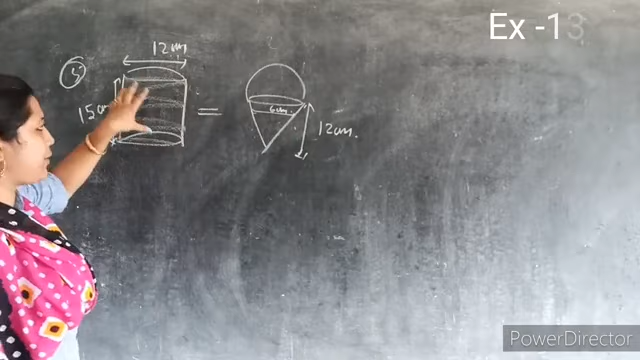 Ex -13
12cm
5
15cm
=
6cm.
12cm.
PowerDirector